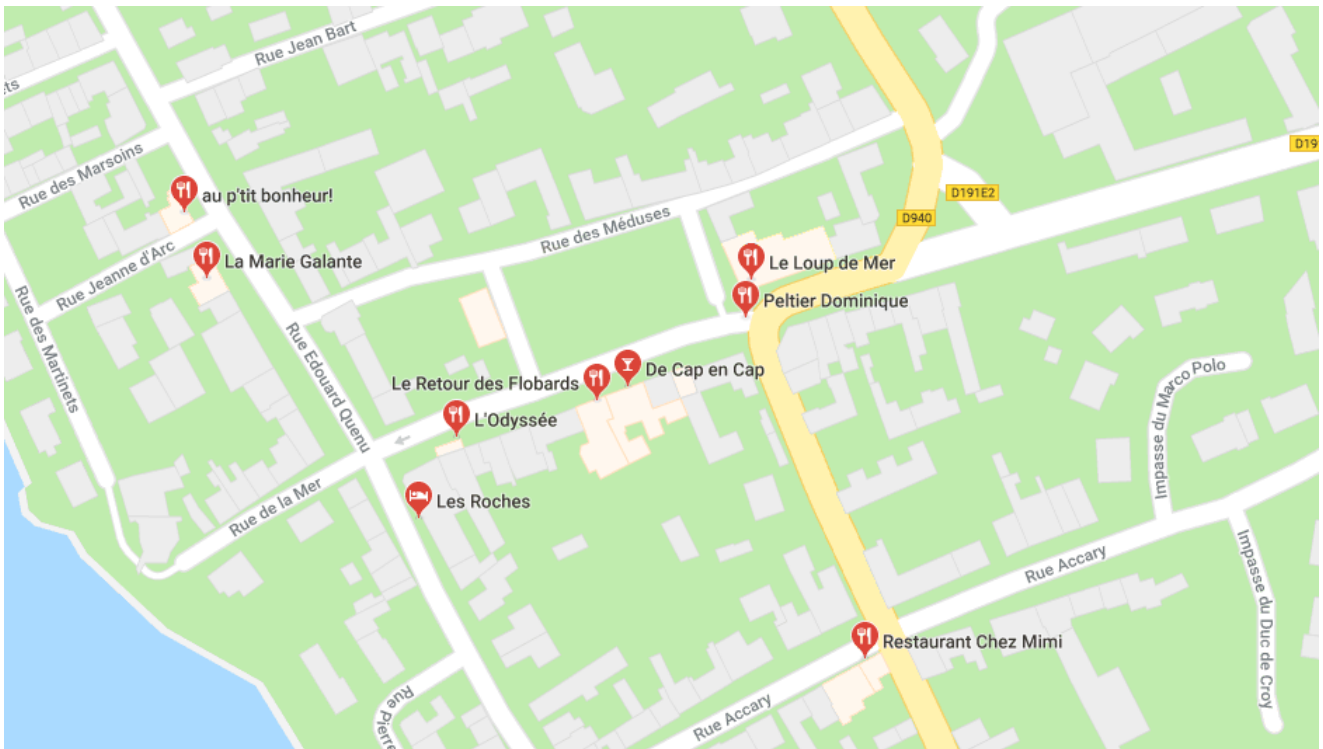 Rue Jean Bart
ets
Rue des Marsoins
D19
au p'tit bonheur!
D191E2
Rue des Méduses
D940
Rue Jeanne d'Arc
La Marie Galante
Le Loup de Mer
Peltier Dominique
Rue des Martinets
Rue Edouard Quenu
De Cap en Cap
Le Retour des Flobards
Impasse du Marco Polo
L'Odyssée
Les Roches
Rue de la Mer
Rue Accary
Impasse du Duc de Croy
Restaurant Chez Mimi
Rue Pierre
Rue Accary